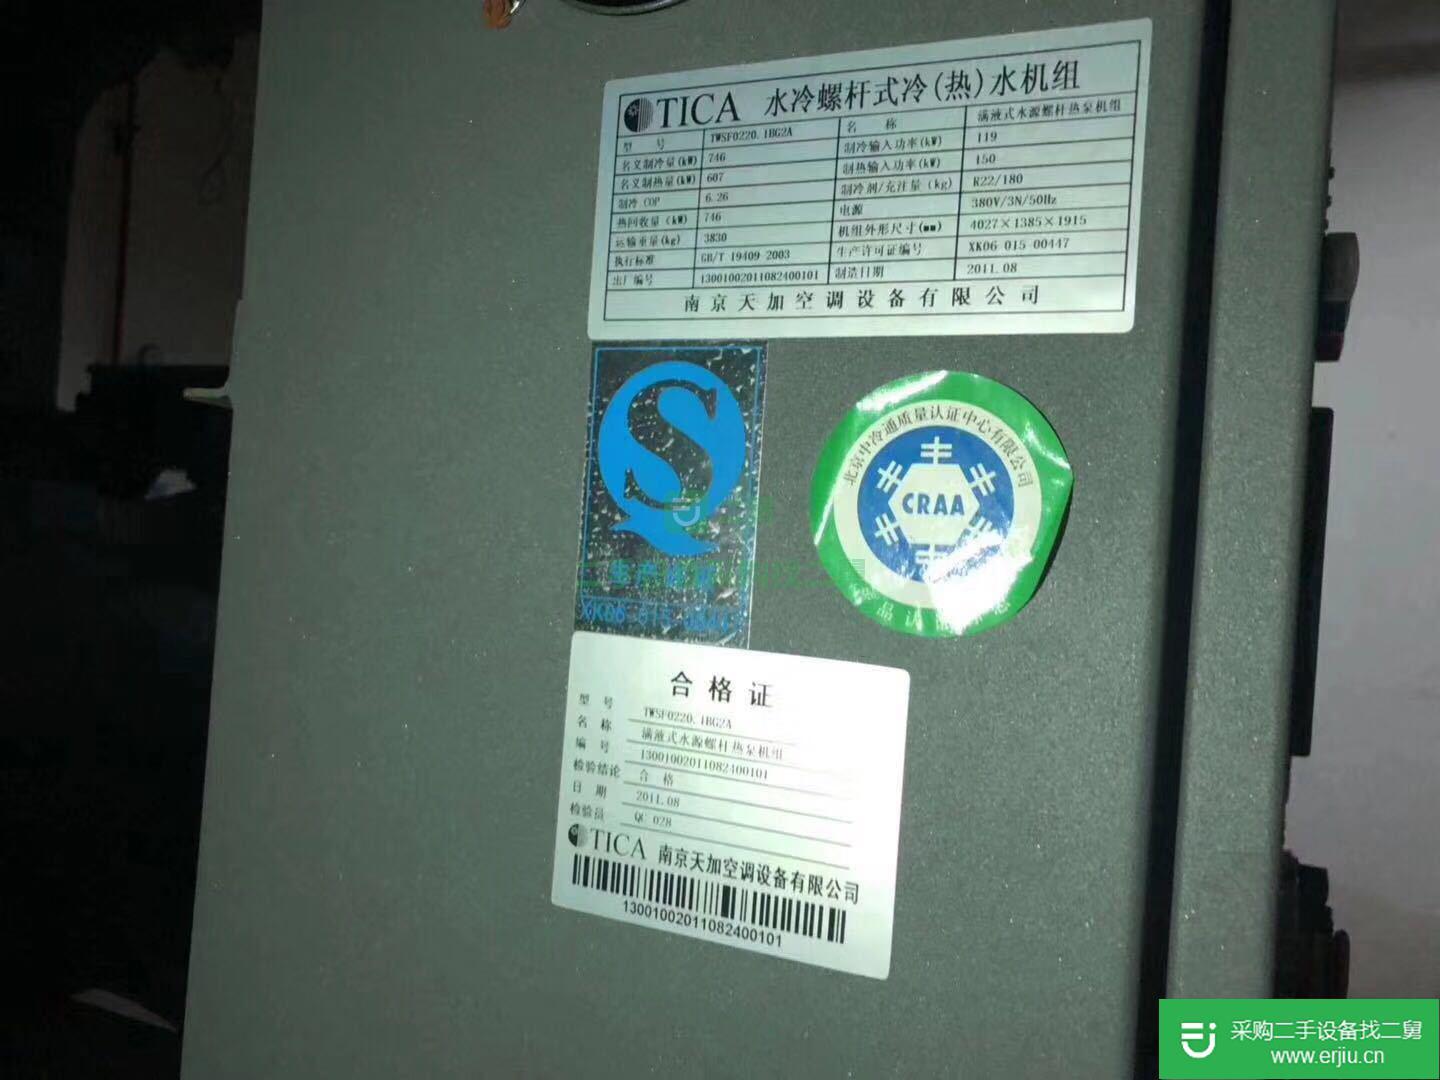 TICA 水冷螺杆式冷(热)水机组
型 号 TWSF0220.1BG2A 名 称 满液式水源螺杆热泵机组
名义制冷量(kW) 746 制冷输入功率(kW) 119
名义制热量(kW) 607 制热输入功率(kW) 150
制冷 COP 6.26 制冷剂/充注量(kg) R22/180
热回收量(kW) 746 电源 380V/3N/50Hz
运输重量(kg) 3830 机组外形尺寸(mm) 4027×1385×1915
执行标准 GB/T 19409-2003 生产许可证编号 XK06-015-00447
出厂编号 13001002011082400101 制造日期 2011.08
南京天加空调设备有限公司
生产许可
XK06-015
北京中冷通质量认证中心有限公司
CRAA
品认
合格证
型 号 TWSF0220.1BG2A
名 称 满液式水源螺杆热泵机组
编 号 13001002011082400101
检验结论 合 格
日 期 2011.08
检验员 QC 028
TICA 南京天加空调设备有限公司
13001002011082400101
采购二手设备找二舅
www.erjiu.cn